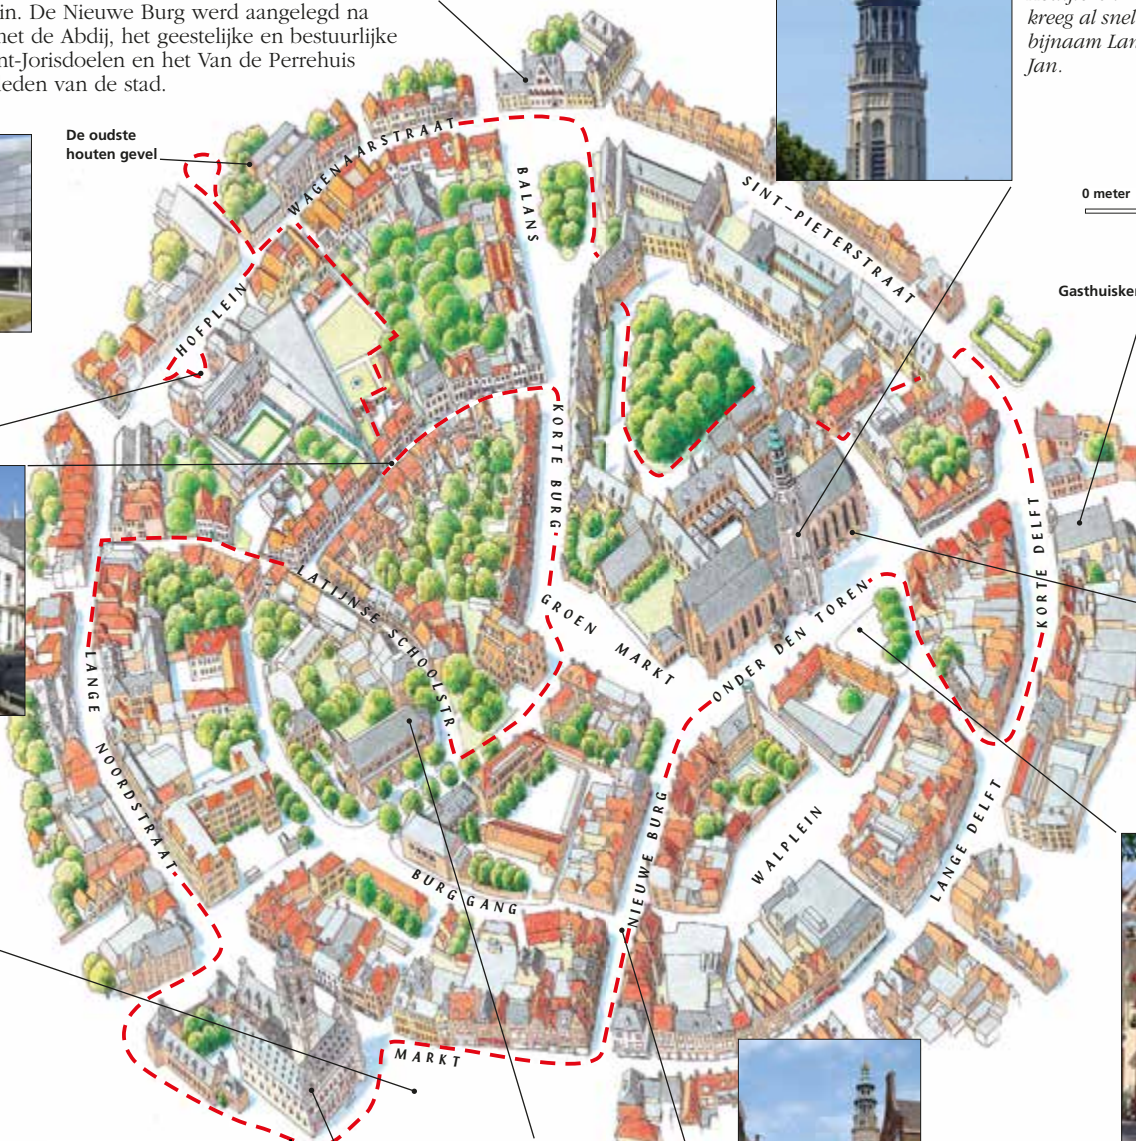 in. De Nieuwe Burg werd aangelegd na
het de Abdij, het geestelijke en bestuurlijke
nt-Jorisdoelen en het Van de Perrehuis
eden van de stad.
kreeg al snel
bijnaam Lan
Jan.
De oudste
houten gevel
0 meter
Gasthuisker
WAGENAARSTRAAT
BALANS
SINT-PIETERSTRAAT
HOFPLEIN
KORTE BURG
KORTE DELFT
LATIJNSE SCHOOLSTR.
GROEN MARKT
ONDER DEN TOREN
LANGE
NOORDSTRAAT
NIEUWE BURG
WALPLEIN
LANGE DELFT
BURGGANG
MARKT